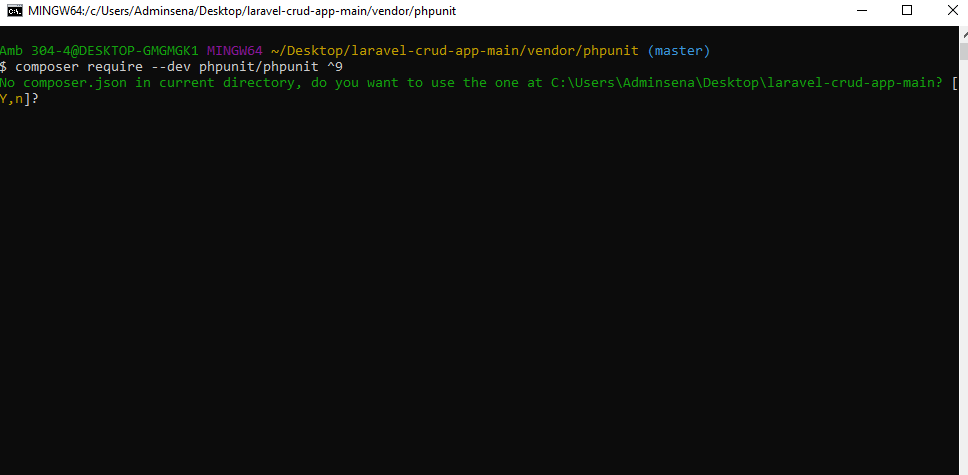 MINGW64:/c/Users/Adminsena/Desktop/laravel-crud-app-main/vendor/phpunit
Amb 304-4@DESKTOP-GMGMGK1 MINGW64 ~/Desktop/laravel-crud-app-main/vendor/phpunit (master)
$ composer require --dev phpunit/phpunit ^9
No composer.json in current directory, do you want to use the one at C:\Users\Adminsena\Desktop\laravel-crud-app-main? [
Y,n]?